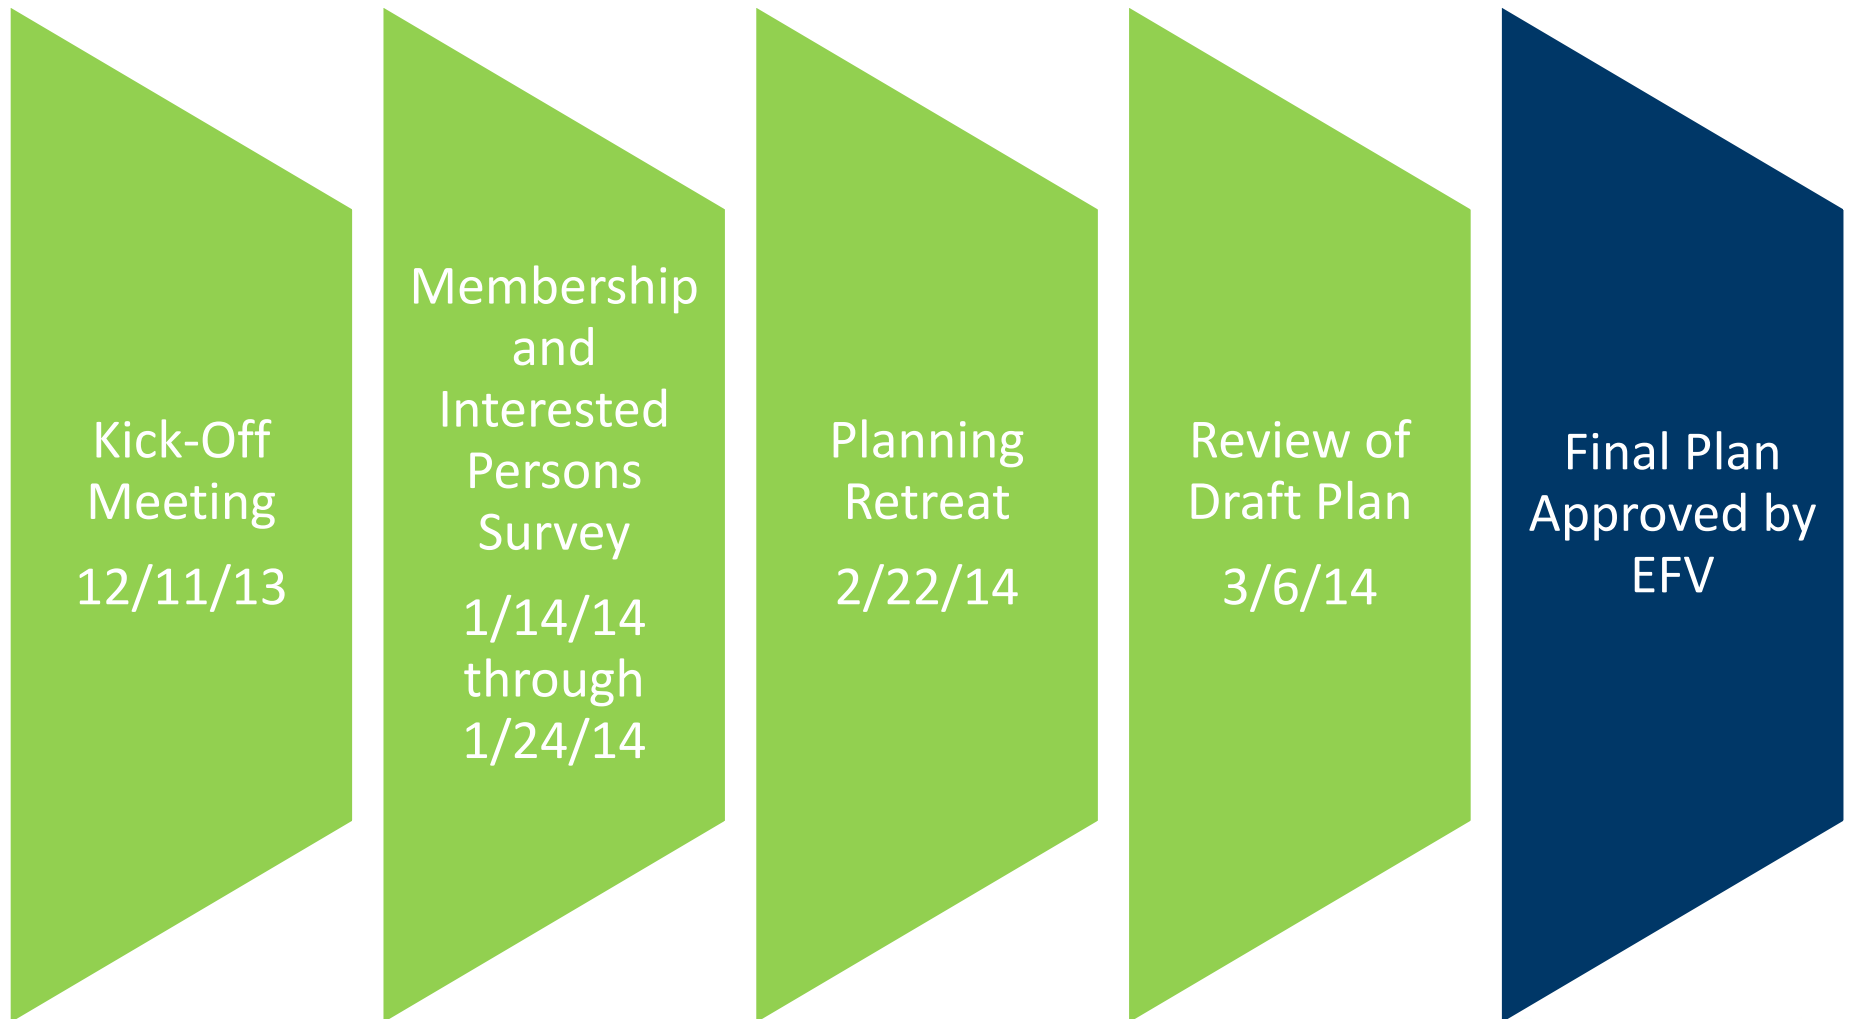 Kick-Off
Meeting
12/11/13
Membership
and
Interested
Persons
Survey
1/14/14
through
1/24/14
Planning
Retreat
2/22/14
Review of
Draft Plan
3/6/14
Final Plan
Approved by
EFV